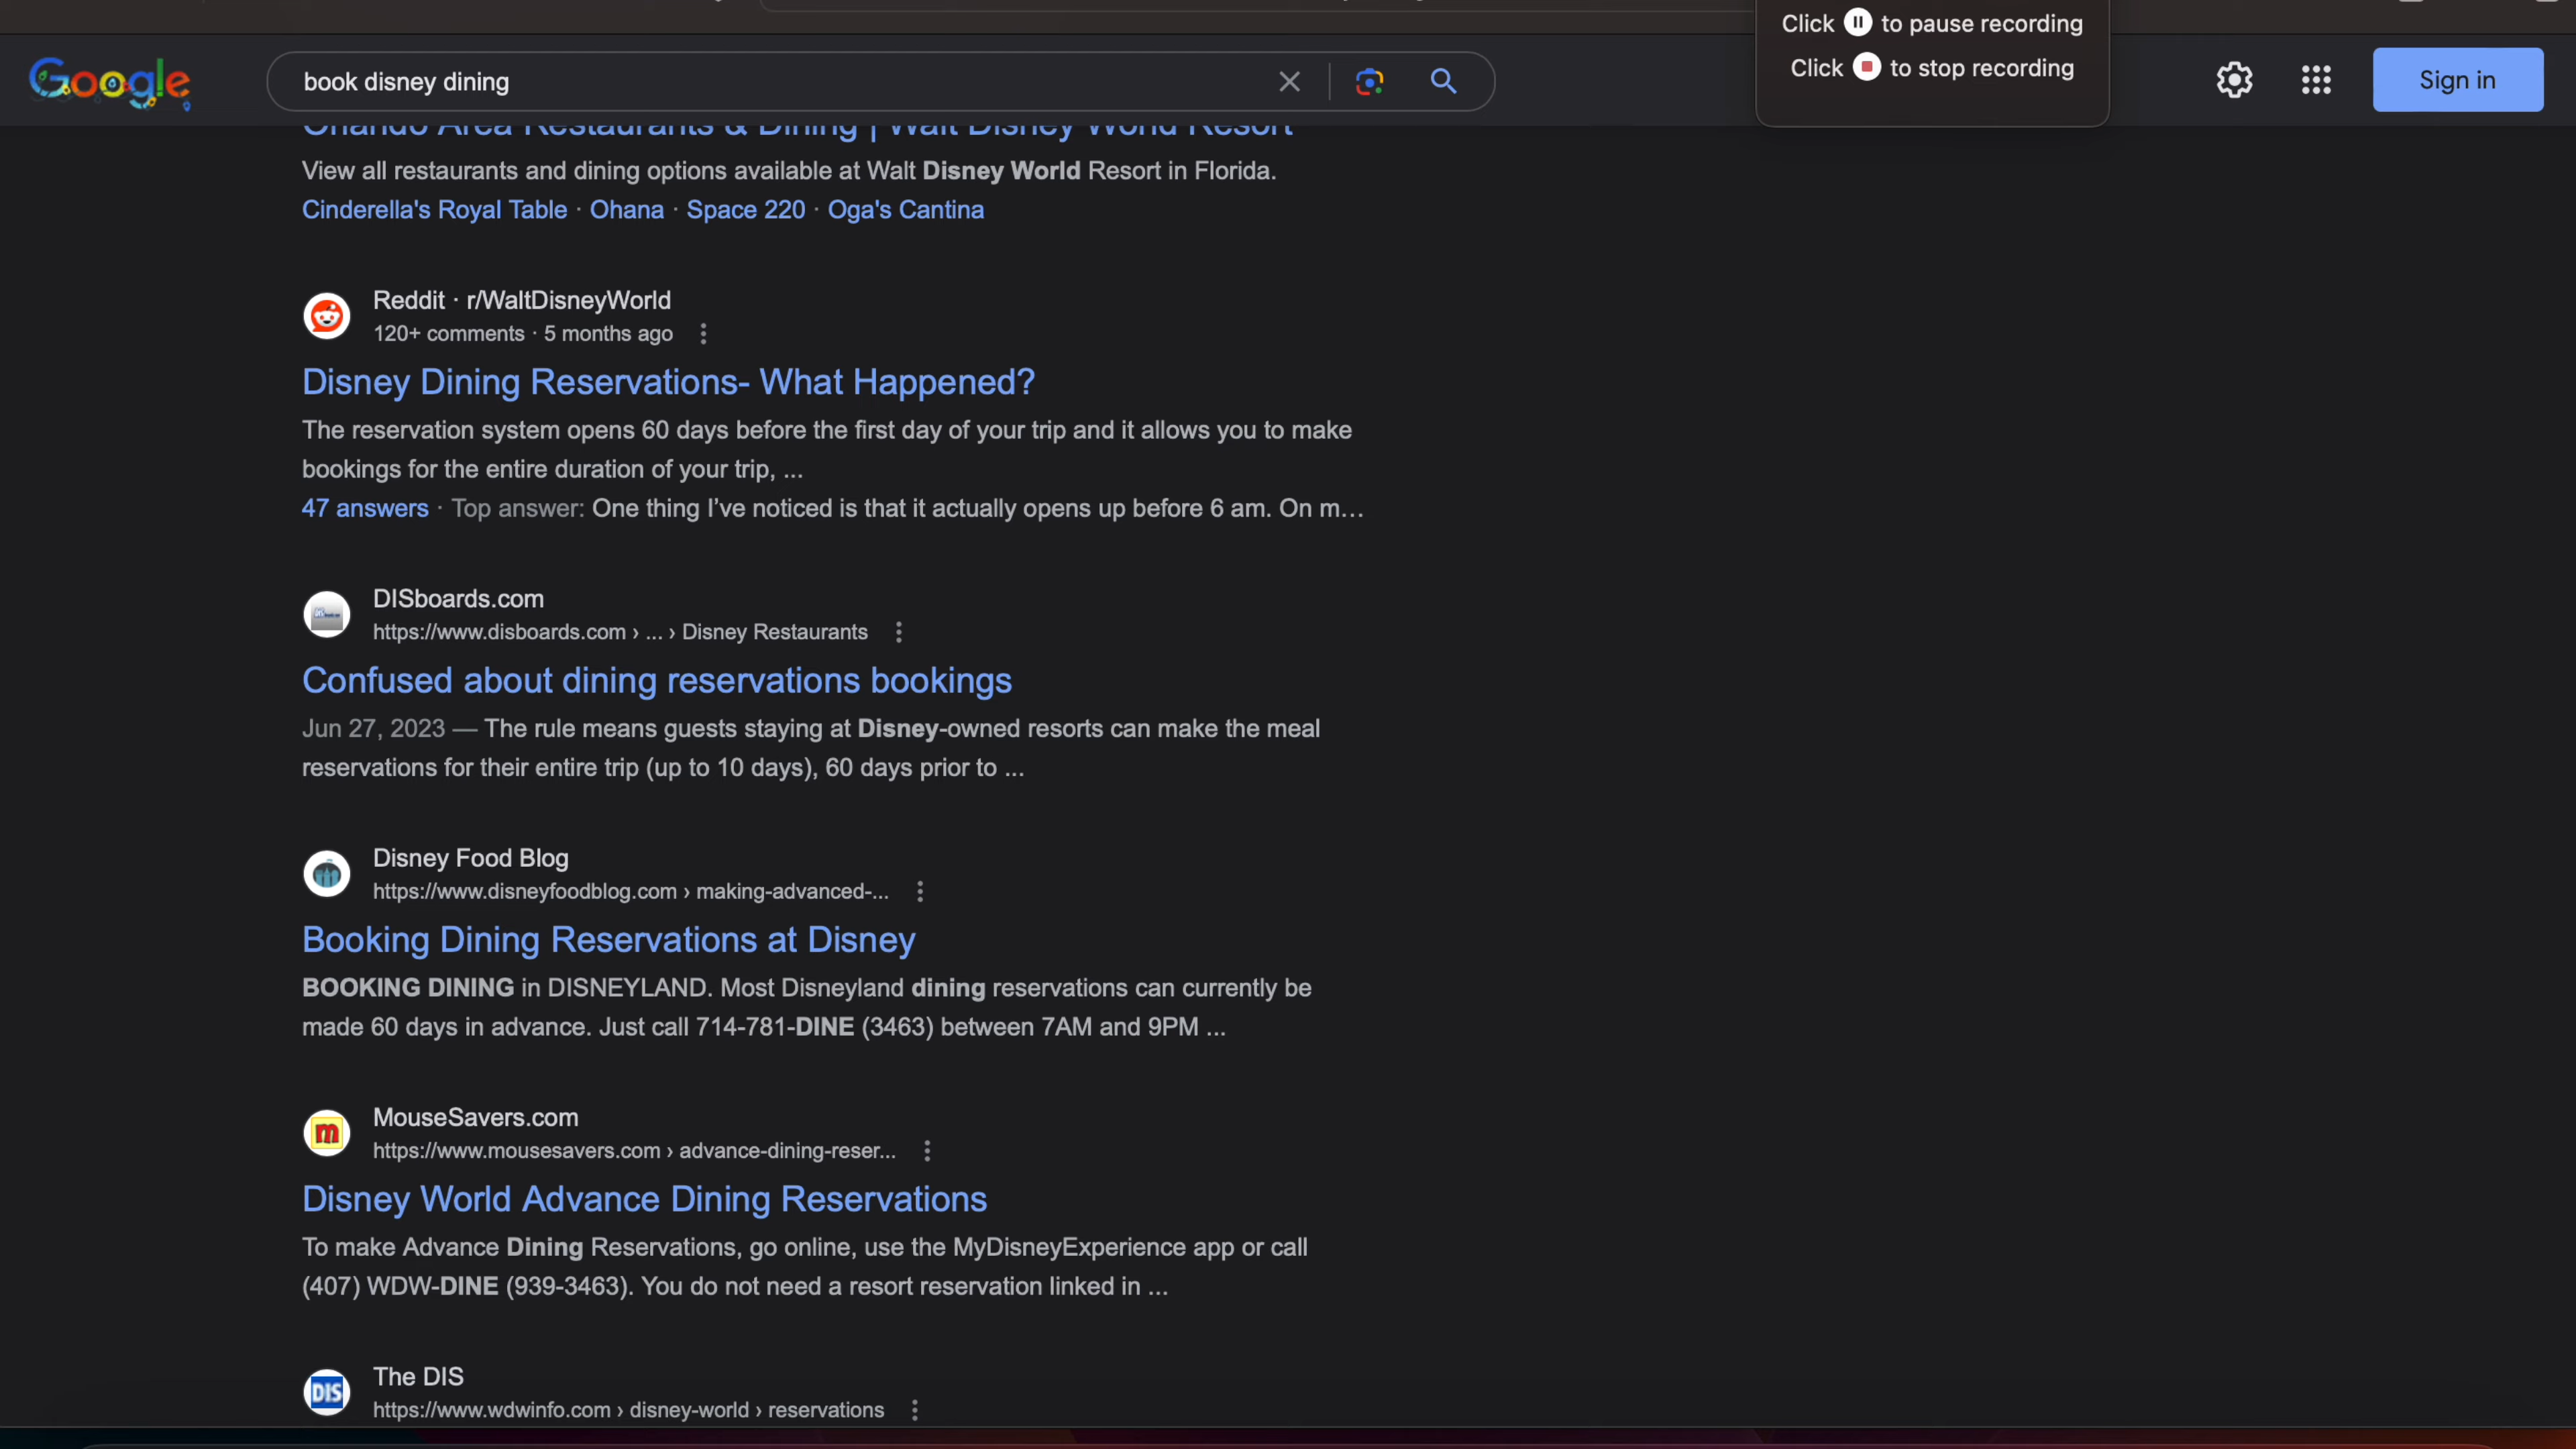 Click to pause recording
Click to stop recording
Google
book disney dining
Sign in
Orlando Area Restaurants & Dining | Walt Disney World Resort
View all restaurants and dining options available at Walt Disney World Resort in Florida.
Cinderella's Royal Table · Ohana · Space 220 · Oga's Cantina
Reddit · r/WaltDisneyWorld
120+ comments · 5 months ago
Disney Dining Reservations- What Happened?
The reservation system opens 60 days before the first day of your trip and it allows you to make
bookings for the entire duration of your trip, ...
47 answers · Top answer: One thing I’ve noticed is that it actually opens up before 6 am. On m...
DISboards.com
https://www.disboards.com › ... › Disney Restaurants
Confused about dining reservations bookings
Jun 27, 2023 — The rule means guests staying at Disney-owned resorts can make the meal
reservations for their entire trip (up to 10 days), 60 days prior to ...
Disney Food Blog
https://www.disneyfoodblog.com › making-advanced-...
Booking Dining Reservations at Disney
BOOKING DINING in DISNEYLAND. Most Disneyland dining reservations can currently be
made 60 days in advance. Just call 714-781-DINE (3463) between 7AM and 9PM ...
m
MouseSavers.com
https://www.mousesavers.com › advance-dining-reser...
Disney World Advance Dining Reservations
To make Advance Dining Reservations, go online, use the MyDisneyExperience app or call
(407) WDW-DINE (939-3463). You do not need a resort reservation linked in ...
DIS
The DIS
https://www.wdwinfo.com › disney-world › reservations